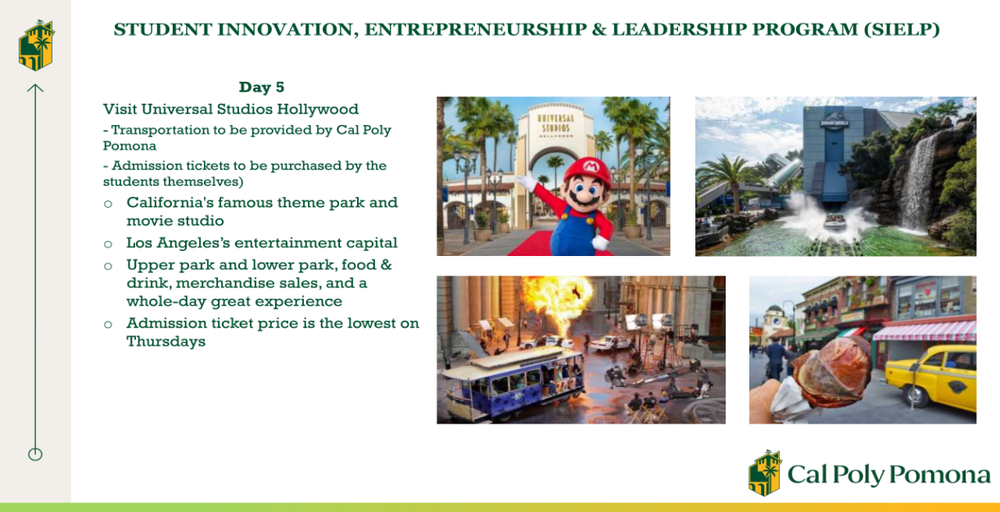 STUDENT INNOVATION, ENTREPRENEURSHIP & LEADERSHIP PROGRAM (SIELP)
Day 5
Visit Universal Studios Hollywood
- Transportation to be provided by Cal Poly
Pomona
- Admission tickets to be purchased by the
students themselves)
o California's famous theme park and
movie studio
o Los Angeles’s entertainment capital
o Upper park and lower park, food &
drink, merchandise sales, and a
whole-day great experience
o Admission ticket price is the lowest on
Thursdays
UNIVERSAL
STUDIOS
HOLLYWOOD
M
Cal Poly Pomona